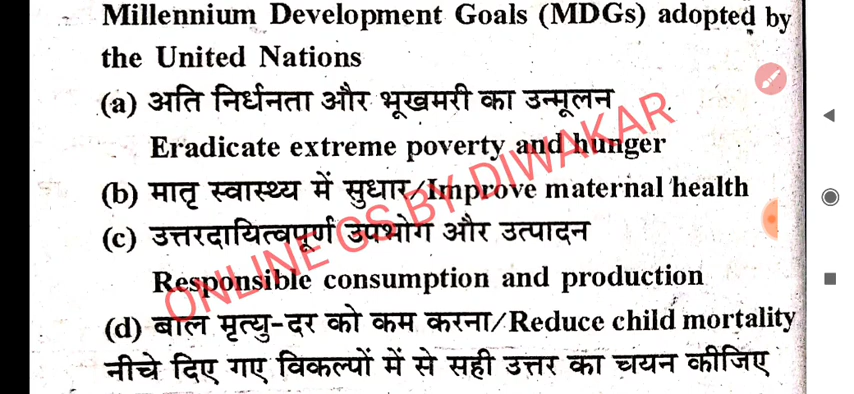 Millennium Development Goals (MDGs) adopted by
the United Nations
(a) अति निर्धनता और भूखमरी का उन्मूलन
Eradicate extreme poverty and hunger
(b) मातृ स्वास्थ्य में सुधार/Improve maternal health
(c) उत्तरदायित्वपूर्ण उपभोग और उत्पादन
Responsible consumption and production
(d) बाल मृत्यु-दर को कम करना/Reduce child mortality
नीचे दिए गए विकल्पों में से सही उत्तर का चयन कीजिए
ONLINE GS BY DIWAKAR